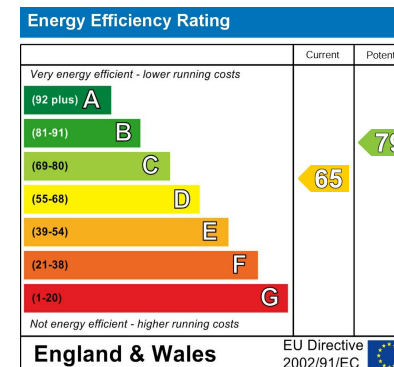 Energy Efficiency Rating
Current
Very energy efficient - lower running costs
(92 plus) A
(81-91) B
(69-80) C
(55-68) D
(39-54) E
(21-38) F
(1-20) G
65
Not energy efficient - higher running costs
England & Wales
EU Directive
2002/91/EC